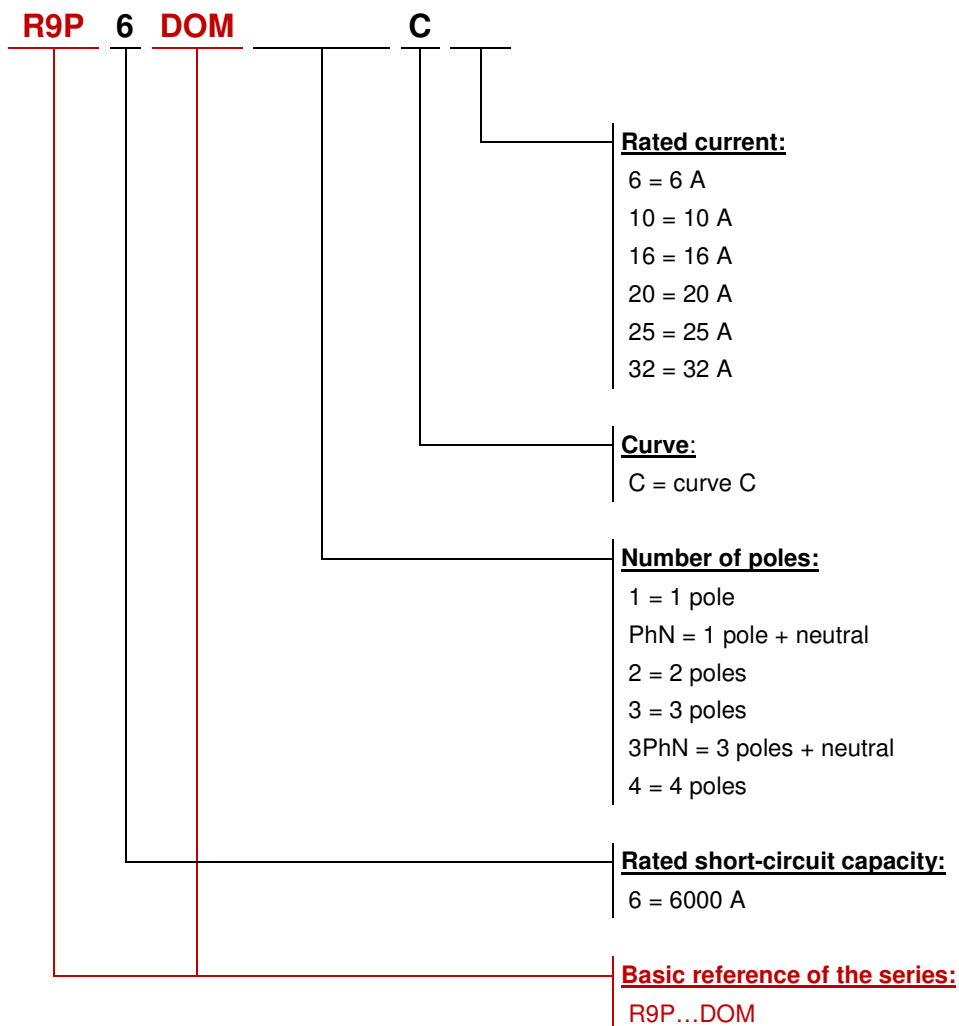 R9P 6 DOM C
Rated current:
6 = 6 A
10 = 10 A
16 = 16 A
20 = 20 A
25 = 25 A
32 = 32 A
Curve:
C = curve C
Number of poles:
1 = 1 pole
PhN = 1 pole + neutral
2 = 2 poles
3 = 3 poles
3PhN = 3 poles + neutral
4 = 4 poles
Rated short-circuit capacity:
6 = 6000 A
Basic reference of the series:
R9P…DOM